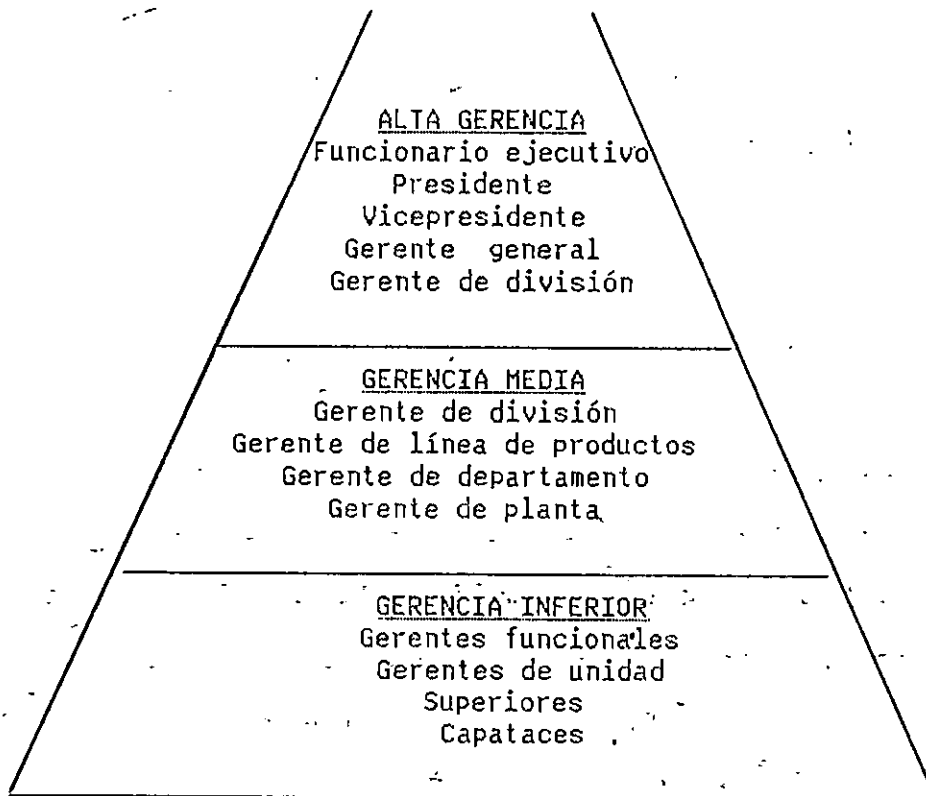 ALTA GERENCIA
Funcionario ejecutivo
Presidente
Vicepresidente
Gerente general
Gerente de división
GERENCIA MEDIA
Gerente de división
Gerente de línea de productos
Gerente de departamento
Gerente de planta
GERENCIA INFERIOR
Gerentes funcionales
Gerentes de unidad
Superiores
Capataces